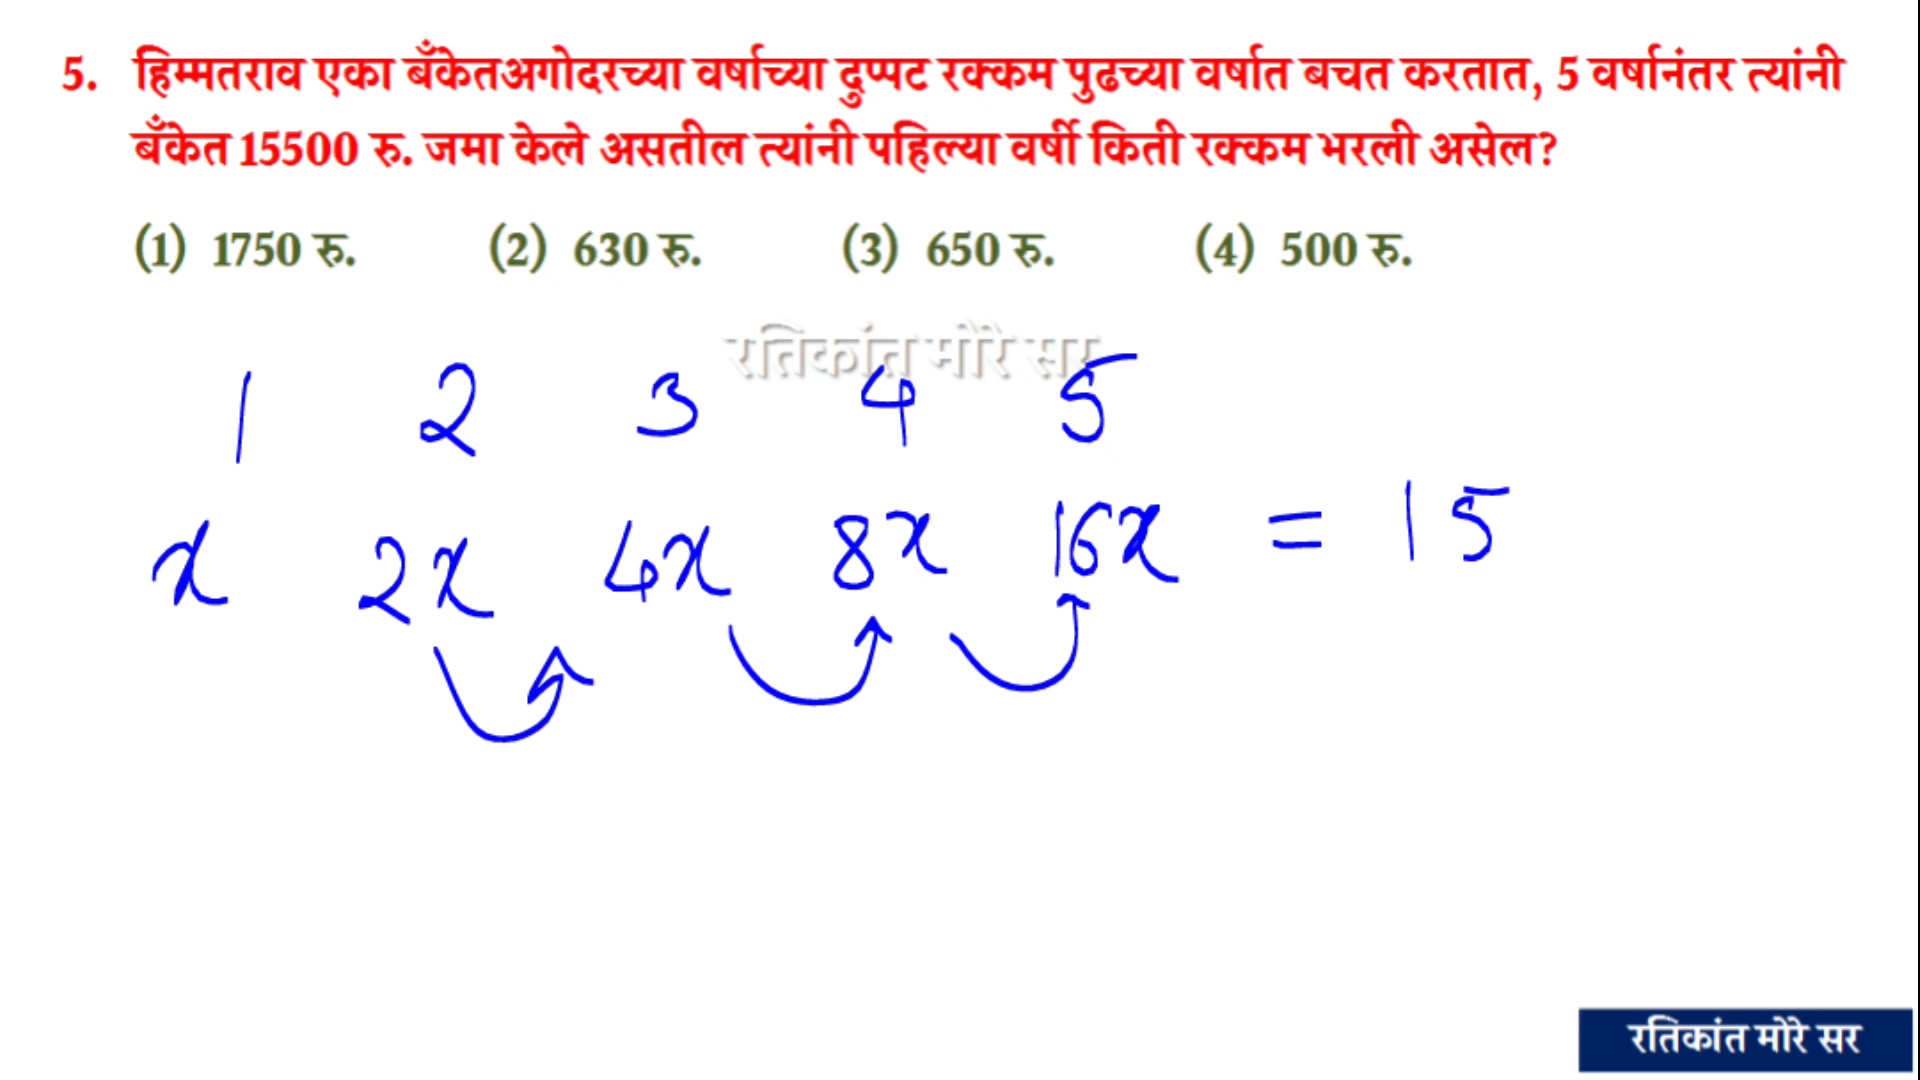 5. हिम्मतराव एका बँकेतअगोदरच्या वर्षाच्या दुप्पट रक्कम पुढच्या वर्षात बचत करतात, 5 वर्षानंतर त्यांनी
बँकेत 15500 रु. जमा केले असतील त्यांनी पहिल्या वर्षी किती रक्कम भरली असेल?
(1) 1750 रु. (2) 630 रु. (3) 650 रु. (4) 500 रु.
रतिकांत मोरे सर
1 2 3 4 5
x 2x 4x 8x 16x = 15
रतिकांत मोरे सर